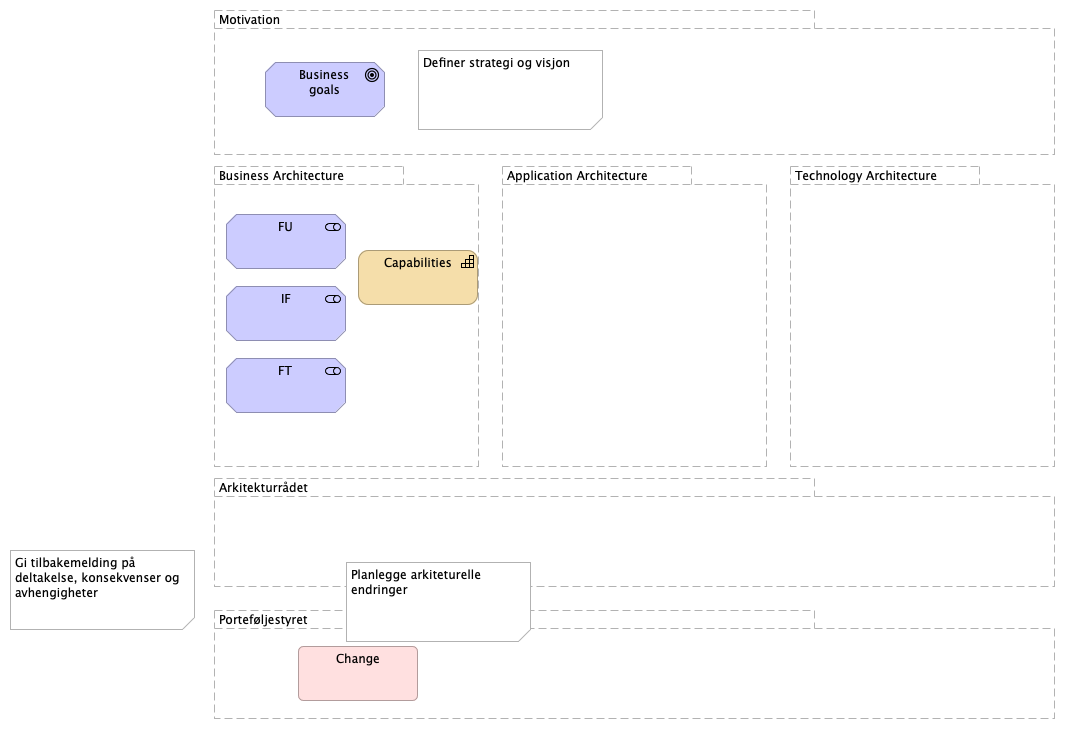 Motivation
Business
goals
Definer strategi og visjon
Business Architecture
Application Architecture
Technology Architecture
FU
Capabilities
IF
FT
Arkitekturrådet
Gi tilbakemelding på
deltakelse, konsekvenser og
avhengigheter
Planlegge arkiteturelle
endringer
Porteføljestyret
Change